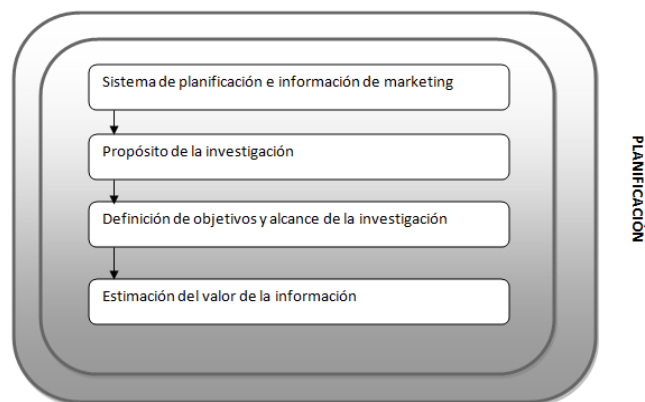 Sistema de planificación e información de marketing
Propósito de la investigación
Definición de objetivos y alcance de la investigación
Estimación del valor de la información
PLANIFICACIÓN